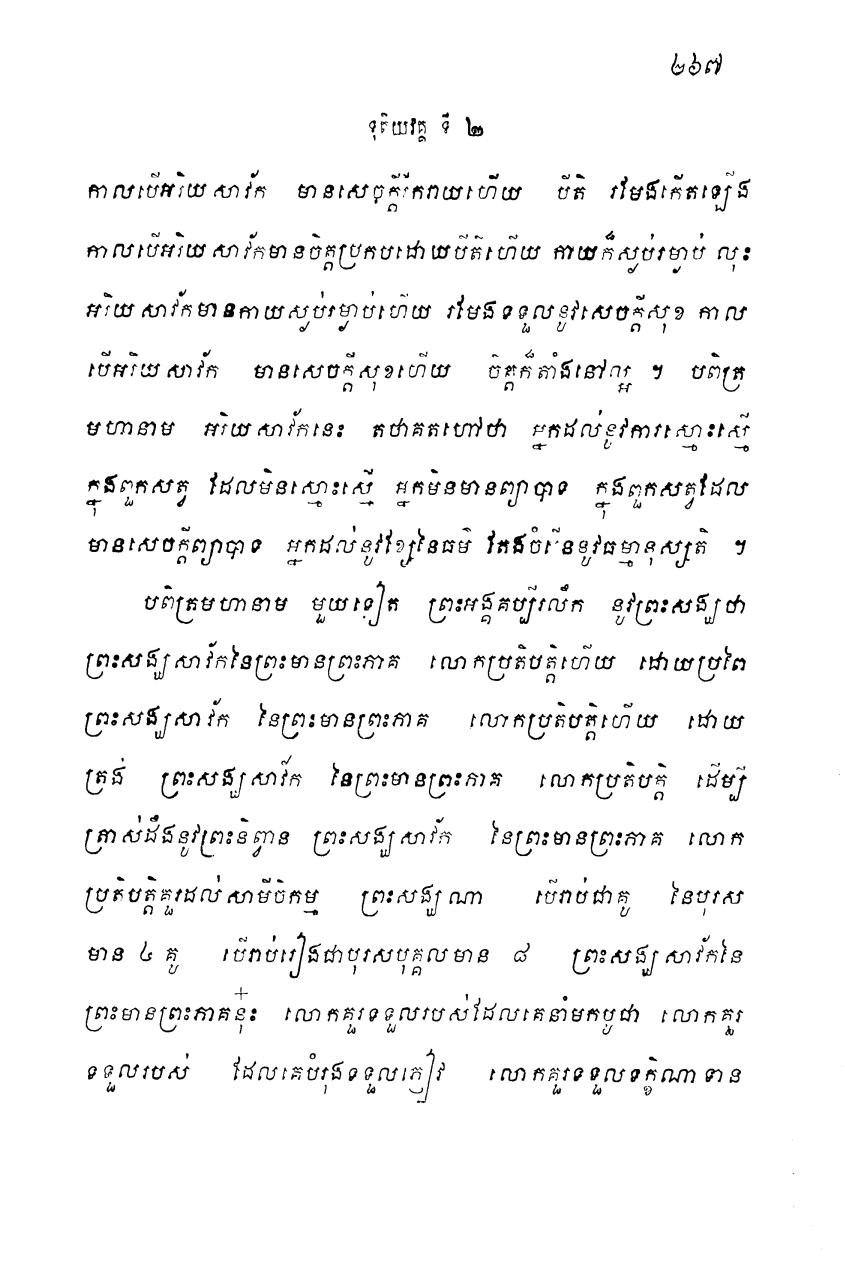 ២៦៧
ទុតិយវគ្គ ទី ២
កាលបើអរិយសាវ័ក មានសេចក្តីរីករាយហើយ បីតិ រមែងកើតឡើង
កាលបើអរិយសាវ័កមានចិត្តប្រកបដោយបីតិហើយ កាយក៏ស្ងប់រម្ងាប់ លុះ
អរិយសាវ័កមានកាយស្ងប់រម្ងាប់ហើយ រមែងទទួលនូវសេចក្តីសុខ កាល
បើអរិយសាវ័ក មានសេចក្តីសុខហើយ ចិត្តក៏តាំងនៅល្អ ។ បពិត្រ
មហានាម អរិយសាវ័កនេះ តថាគតហៅថា អ្នកដល់នូវការស្មោះស្មើ
ក្នុងពួកសត្វ ដែលមិនស្មោះស្មើ អ្នកមិនមានព្យាបាទ ក្នុងពួកសត្វដែល
មានសេចក្តីព្យាបាទ អ្នកដល់នូវខ្សែនៃធម៌ តែងចំរើននូវធម្មានុស្សតិ ។
បពិត្រមហានាម មួយទៀត ព្រះអង្គគប្បីរលឹក នូវព្រះសង្ឃថា
ព្រះសង្ឃសាវ័កនៃព្រះមានព្រះភាគ លោកប្រតិបត្តិហើយ ដោយប្រពៃ
ព្រះសង្ឃសាវ័ក នៃព្រះមានព្រះភាគ លោកប្រតិបត្តិហើយ ដោយ
ត្រង់ ព្រះសង្ឃសាវ័ក នៃព្រះមានព្រះភាគ លោកប្រតិបត្តិ ដើម្បី
ត្រាស់ដឹងនូវព្រះនិព្វាន ព្រះសង្ឃសាវ័ក នៃព្រះមានព្រះភាគ លោក
ប្រតិបត្តិគួរដល់សាមីចិកម្ម ព្រះសង្ឃណា បើរាប់ជាគូ នៃបុរស
មាន ៤ គូ បើរាប់រៀងជាបុរសបុគ្គលមាន ៨ ព្រះសង្ឃសាវ័កនៃ
ព្រះមានព្រះភាគនុ៎ះ លោកគួរទទួលរបស់ដែលគេនាំមកបូជា លោកគួរ
ទទួលរបស់ ដែលគេបំរុងទទួលភ្ញៀវ លោកគួរទទួលទក្ខិណាទាន